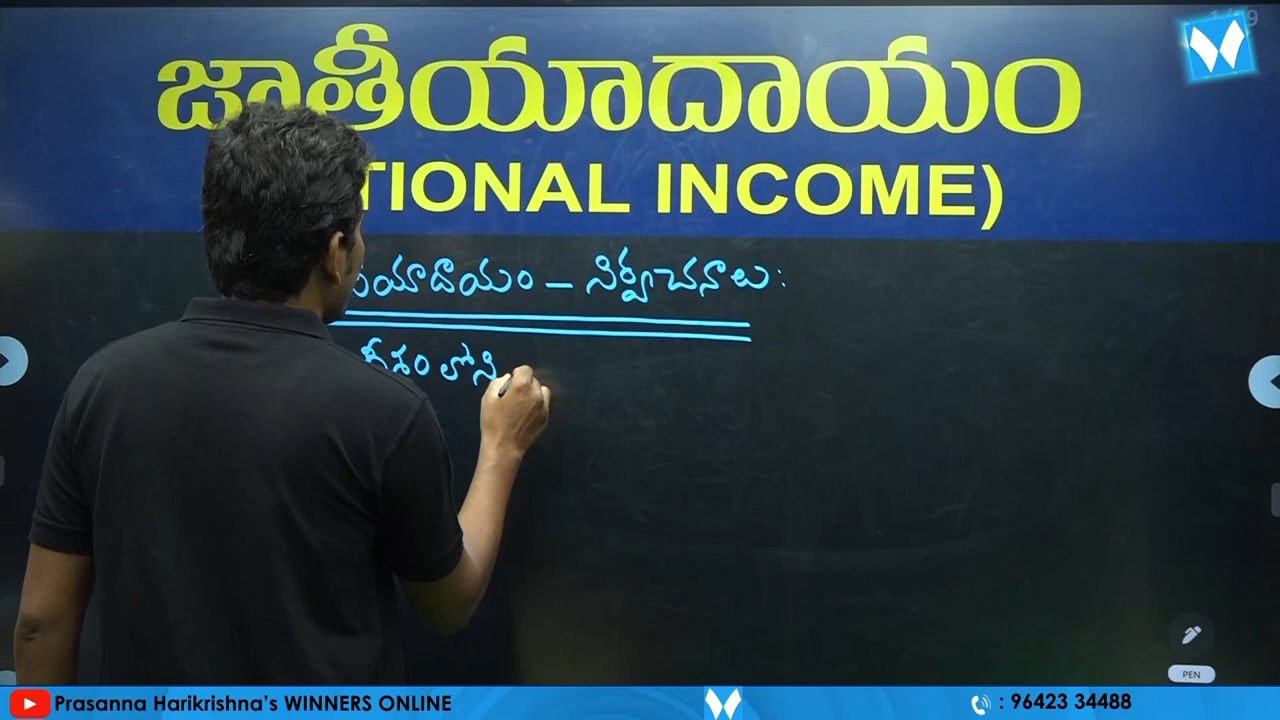 జాతీయాదాయం
TIONAL INCOME)
యాదాయం – నిర్వచనాలు :
దేశం లోని
PEN
Prasanna Harikrishna's WINNERS ONLINE
: 96423 34488